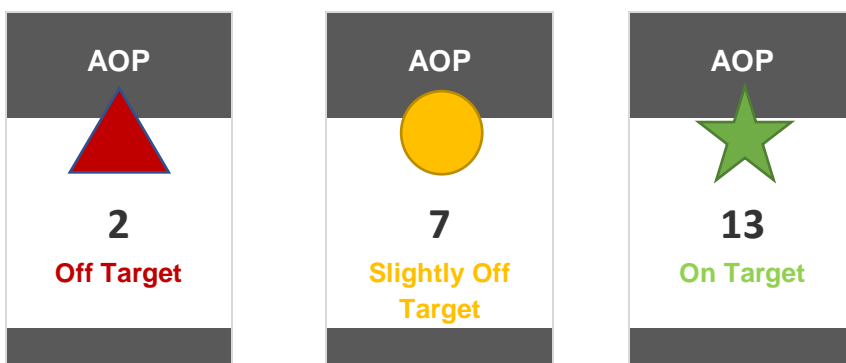 AOP
2
Off Target
AOP
7
Slightly Off
Target
AOP
13
On Target